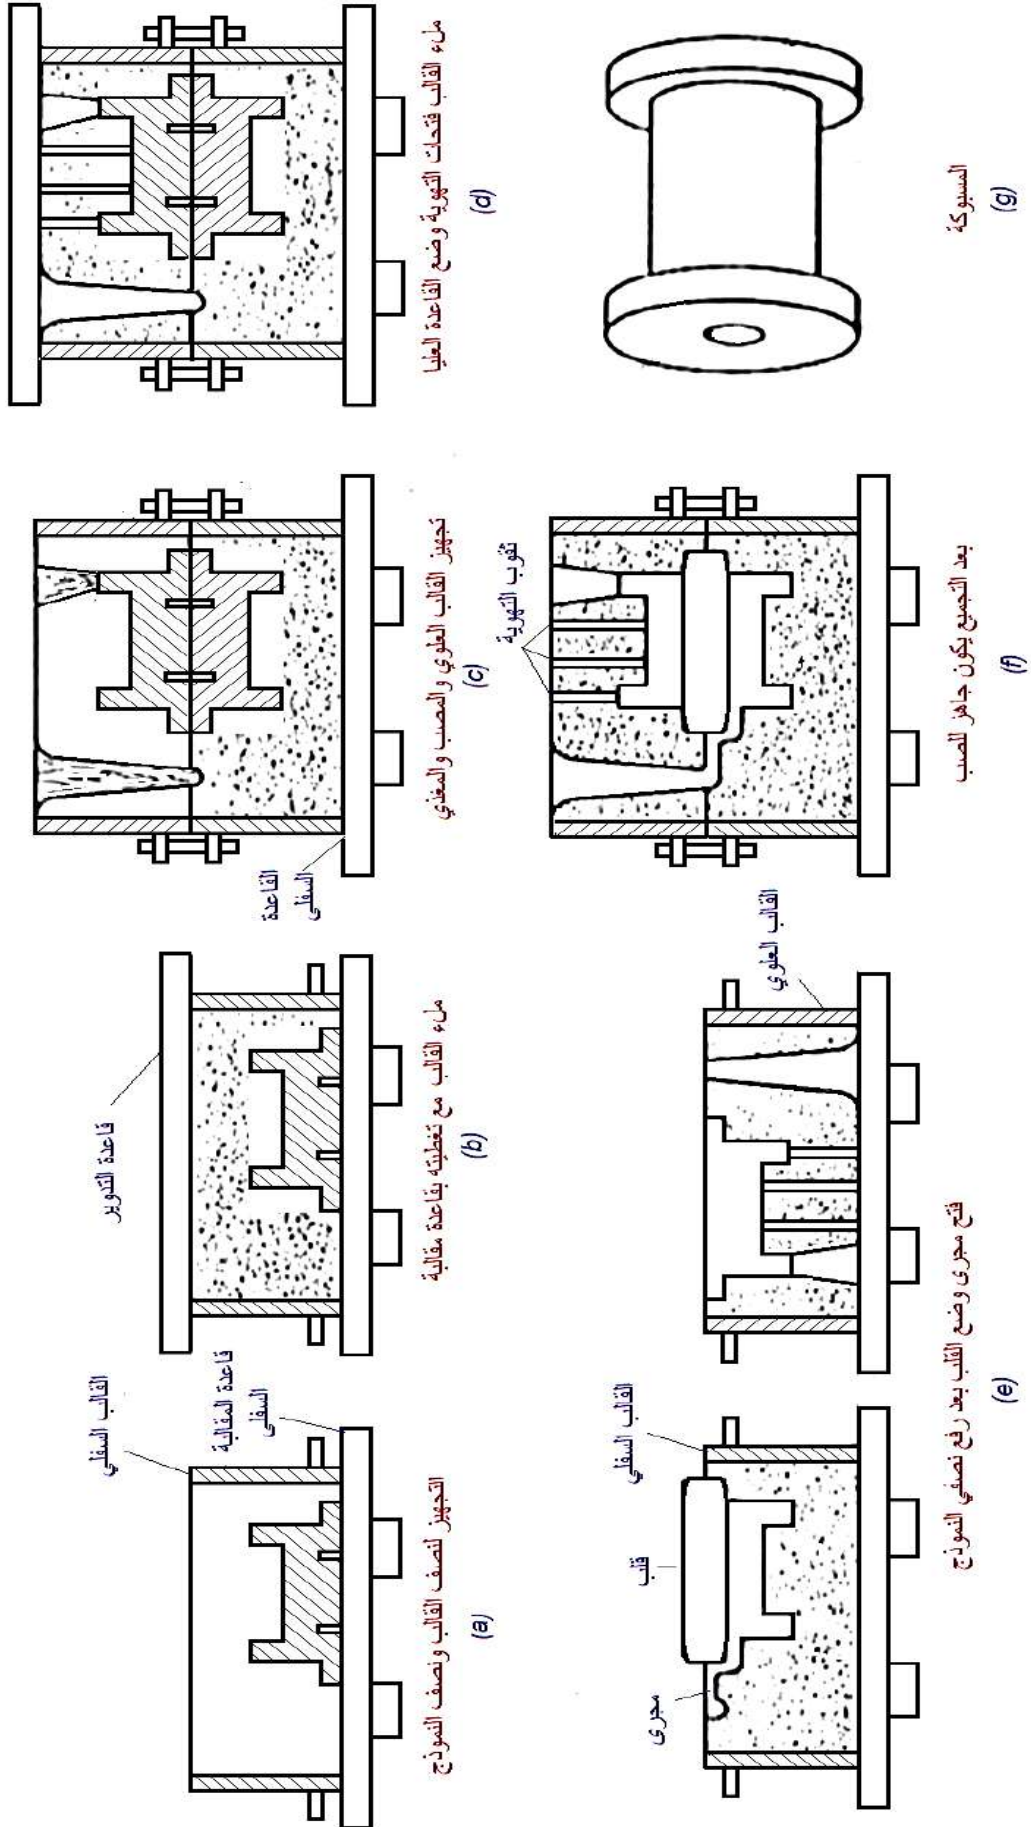 القالب السفلي
قاعدة المقالبة
السفلى
التجهيز لنصف القالب ونصف النموذج
(a)
قاعدة التدوير
ملء القالب مع تغطيته بقاعدة مقالبة
(b)
القاعدة
السفلى
تجهيز القالب العلوي والمصب والمغذي
(c)
ملء القالب فتحات التهوية وضع القاعدة العليا
(d)
مجرى
قلب
القالب السفلي
القالب العلوي
فتح مجرى وضع القلب بعد رفع نصفي النموذج
(e)
ثقوب التهوية
بعد التجميع يكون جاهز للصب
(f)
المسبوكة
(g)